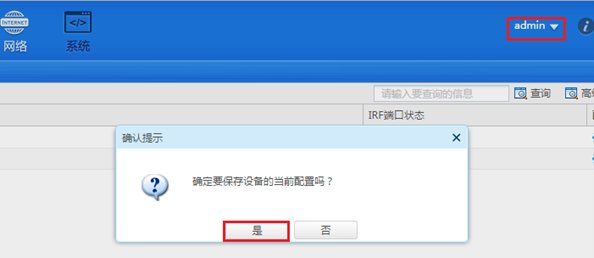 INTERNET
</>
admin
i
网络
系统
请输入要查询的信息
查询
IRF端口状态
确认提示
?
确定要保存设备的当前配置吗?
是
否